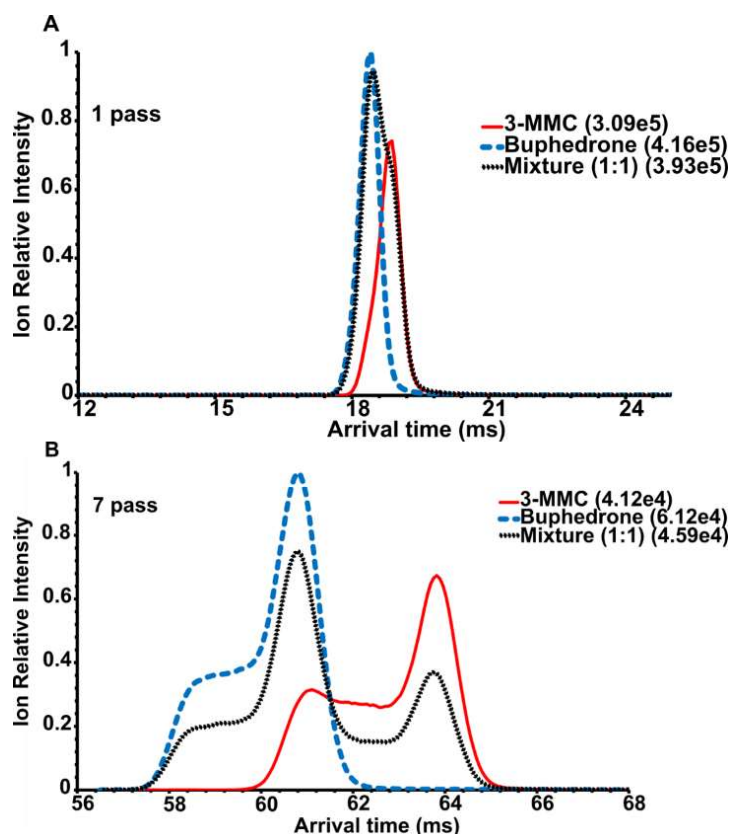 A
Ion Relative Intensity
1
0.8
0.6
0.4
0.2
0
1 pass
3-MMC (3.09e5)
Buphedrone (4.16e5)
Mixture (1:1) (3.93e5)
12 15 18 21 24
Arrival time (ms)
B
Ion Relative Intensity
1
0.8
0.6
0.4
0.2
0
7 pass
3-MMC (4.12e4)
Buphedrone (6.12e4)
Mixture (1:1) (4.59e4)
56 58 60 62 64 66 68
Arrival time (ms)